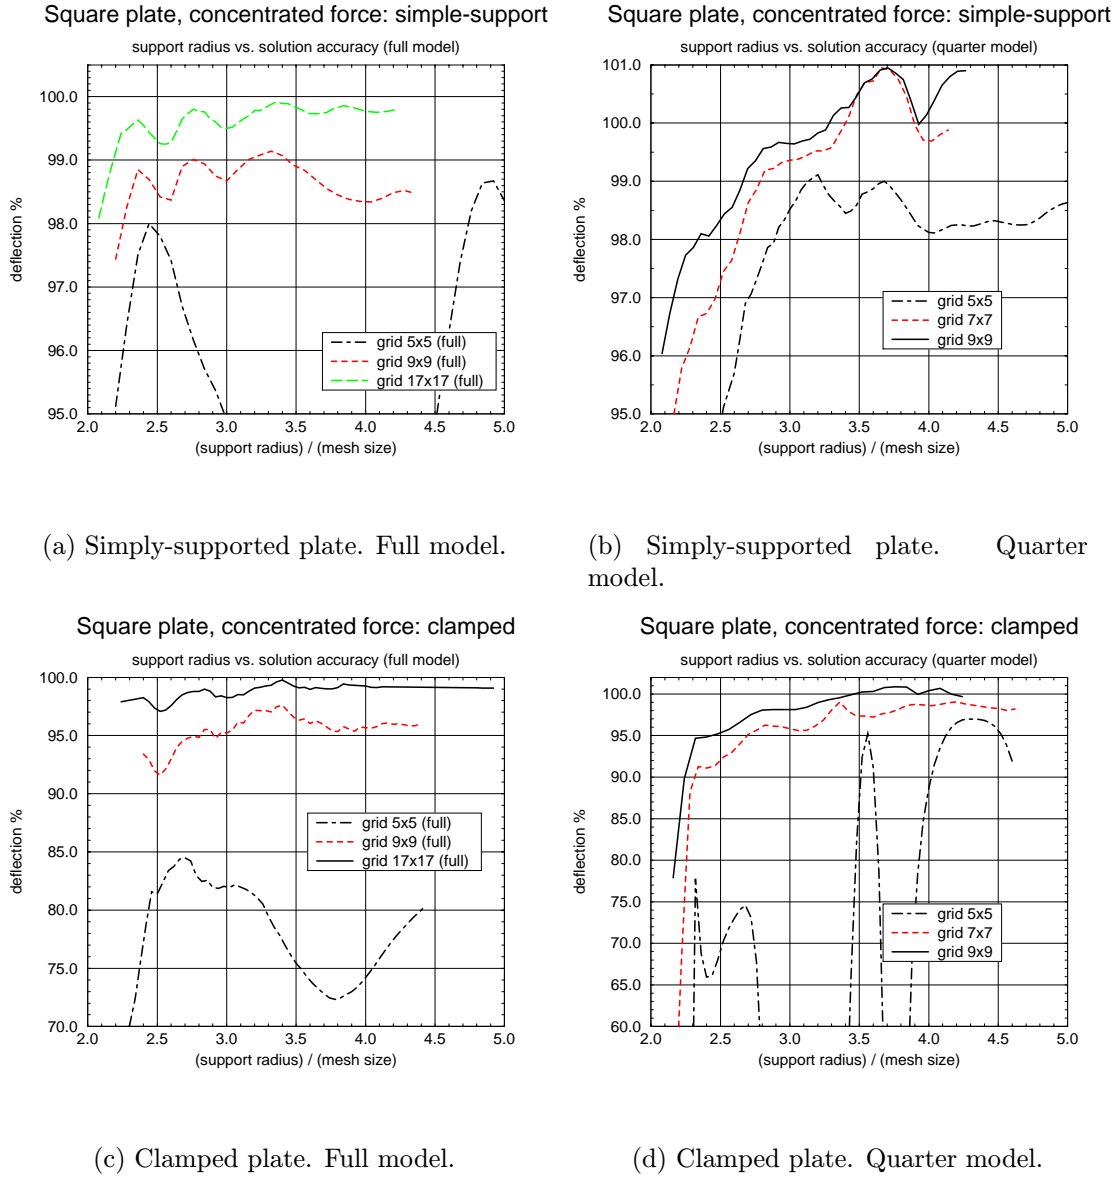 Square plate, concentrated force: simple-support
support radius vs. solution accuracy (full model)
100.0
99.0
98.0
97.0
96.0
95.0
deflection %
grid 5x5 (full)
grid 9x9 (full)
grid 17x17 (full)
2.0 2.5 3.0 3.5 4.0 4.5 5.0
(support radius) / (mesh size)
(a) Simply-supported plate. Full model.
Square plate, concentrated force: simple-support
support radius vs. solution accuracy (quarter model)
101.0
100.0
99.0
98.0
97.0
96.0
95.0
deflection %
grid 5x5
grid 7x7
grid 9x9
2.0 2.5 3.0 3.5 4.0 4.5 5.0
(support radius) / (mesh size)
(b) Simply-supported plate. Quarter
model.
Square plate, concentrated force: clamped
support radius vs. solution accuracy (full model)
100.0
95.0
90.0
85.0
80.0
75.0
70.0
deflection %
grid 5x5 (full)
grid 9x9 (full)
grid 17x17 (full)
2.0 2.5 3.0 3.5 4.0 4.5 5.0
(support radius) / (mesh size)
(c) Clamped plate. Full model.
Square plate, concentrated force: clamped
support radius vs. solution accuracy (quarter model)
100.0
95.0
90.0
85.0
80.0
75.0
70.0
65.0
60.0
deflection %
grid 5x5
grid 7x7
grid 9x9
2.0 2.5 3.0 3.5 4.0 4.5 5.0
(support radius) / (mesh size)
(d) Clamped plate. Quarter model.